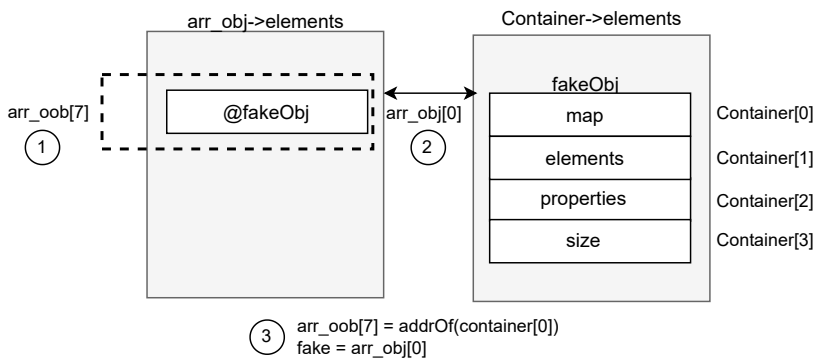 arr_obj->elements
Container->elements
fakeObj
arr_oob[7]
@fakeObj
arr_obj[0]
map
Container[0]
1
2
elements
Container[1]
properties
Container[2]
size
Container[3]
3
arr_oob[7] = addrOf(container[0])
fake = arr_obj[0]